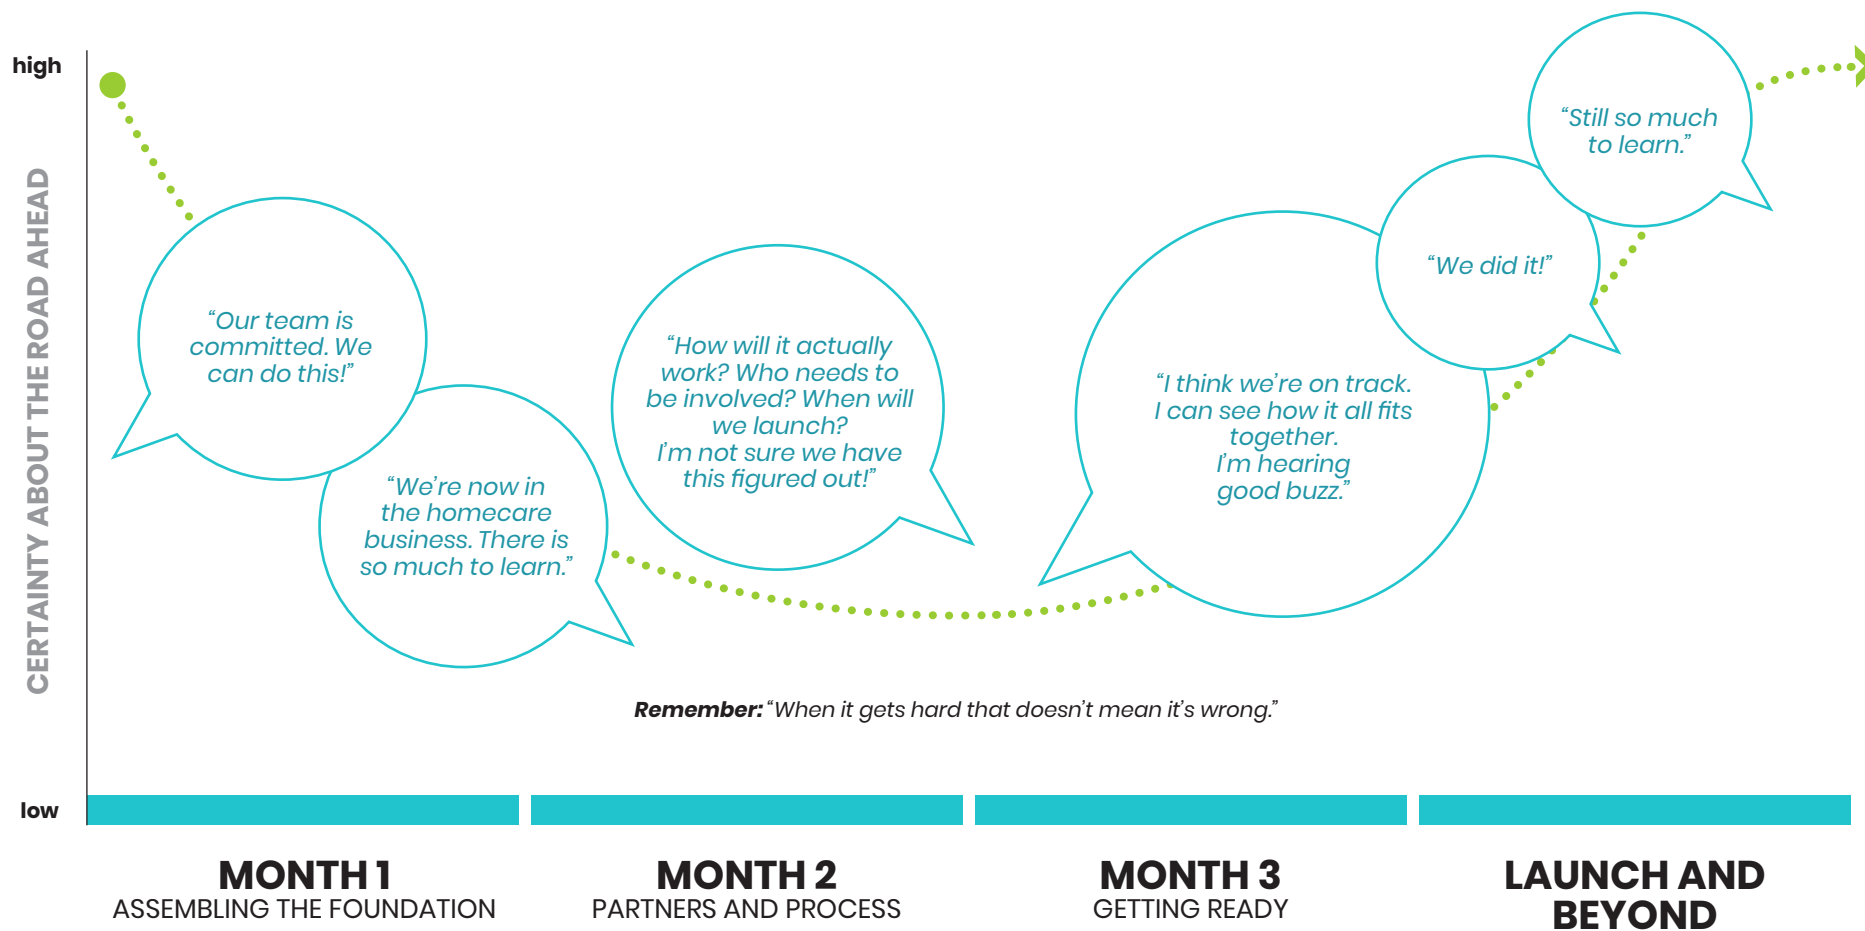 high
CERTAINTY ABOUT THE ROAD AHEAD
low
“Our team is
committed. We
can do this!”
“We’re now in
the homecare
business. There is
so much to learn.”
“How will it actually
work? Who needs to
be involved? When will
we launch?
I’m not sure we have
this figured out!”
“I think we’re on track.
I can see how it all fits
together.
I’m hearing
good buzz.”
“We did it!”
“Still so much
to learn.”
Remember: “When it gets hard that doesn’t mean it’s wrong.”
MONTH 1
ASSEMBLING THE FOUNDATION
MONTH 2
PARTNERS AND PROCESS
MONTH 3
GETTING READY
LAUNCH AND
BEYOND